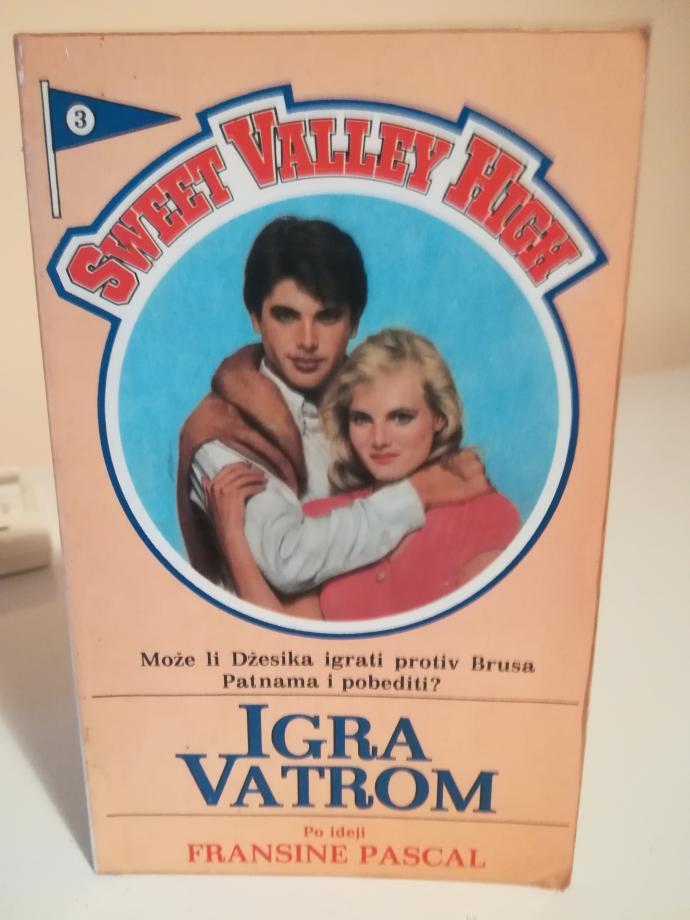 3
SWEET VALLEY HIGH
Može li Džesika igrati protiv Brusa
Patnama i pobediti?
IGRA
VATROM
Po ideji
FRANSINE PASCAL